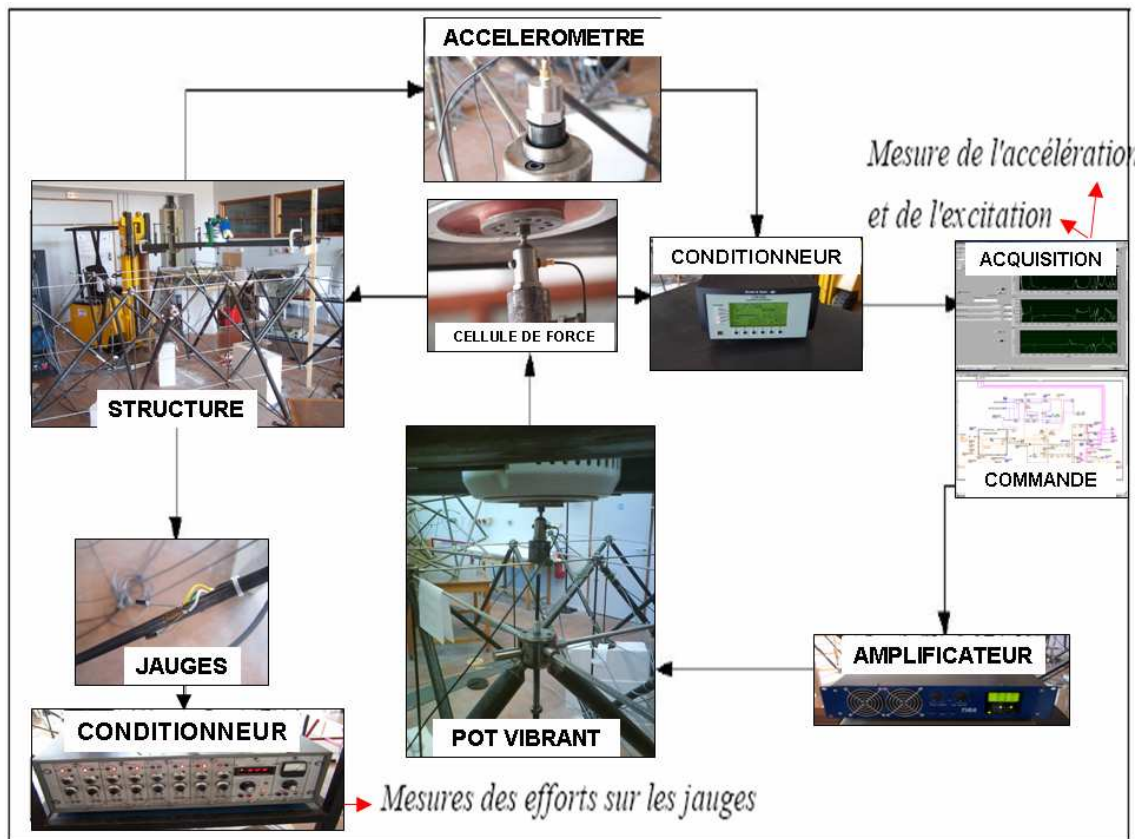 ACCELEROMETRE
Mesure de l'accélération
et de l'excitation
CONDITIONNEUR
ACQUISITION
CELLULE DE FORCE
STRUCTURE
COMMANDE
JAUGES
AMPLIFICATEUR
CONDITIONNEUR
POT VIBRANT
Mesures des efforts sur les jauges